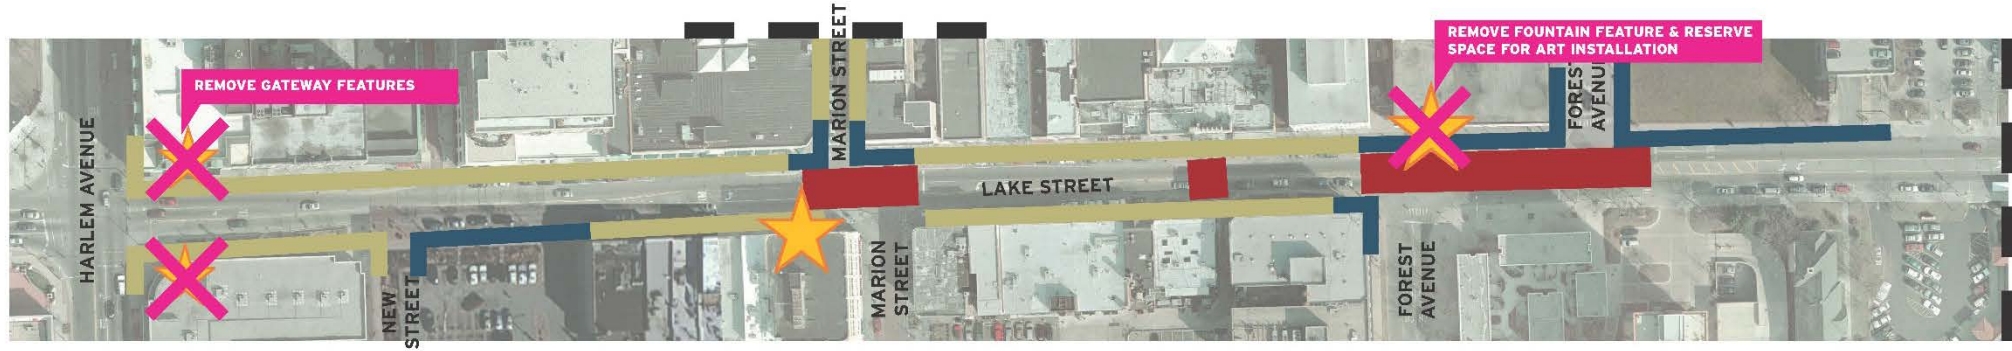 REMOVE GATEWAY FEATURES
REMOVE FOUNTAIN FEATURE & RESERVE
SPACE FOR ART INSTALLATION
HARLEM AVENUE
MARION STREET
FOREST
AVENUE
LAKE STREET
NEW
STREET
MARION
STREET
FOREST
AVENUE